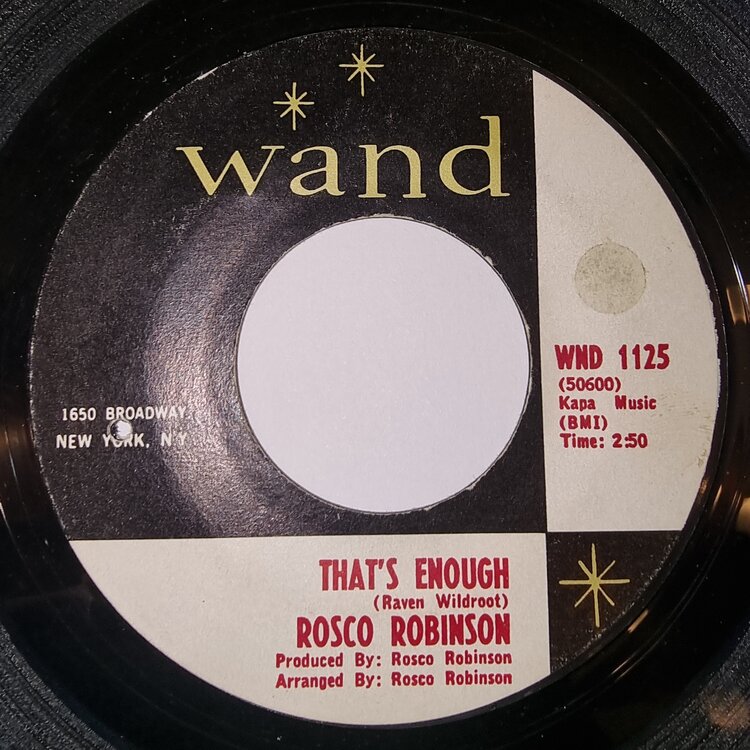 wand
WND 1125
(50600)
Kapa Music
(BMI)
Time: 2:50
1650 BROADWAY,
NEW YORK, N.Y.
THAT'S ENOUGH
(Raven Wildroot)
ROSCO ROBINSON
Produced By: Rosco Robinson
Arranged By: Rosco Robinson